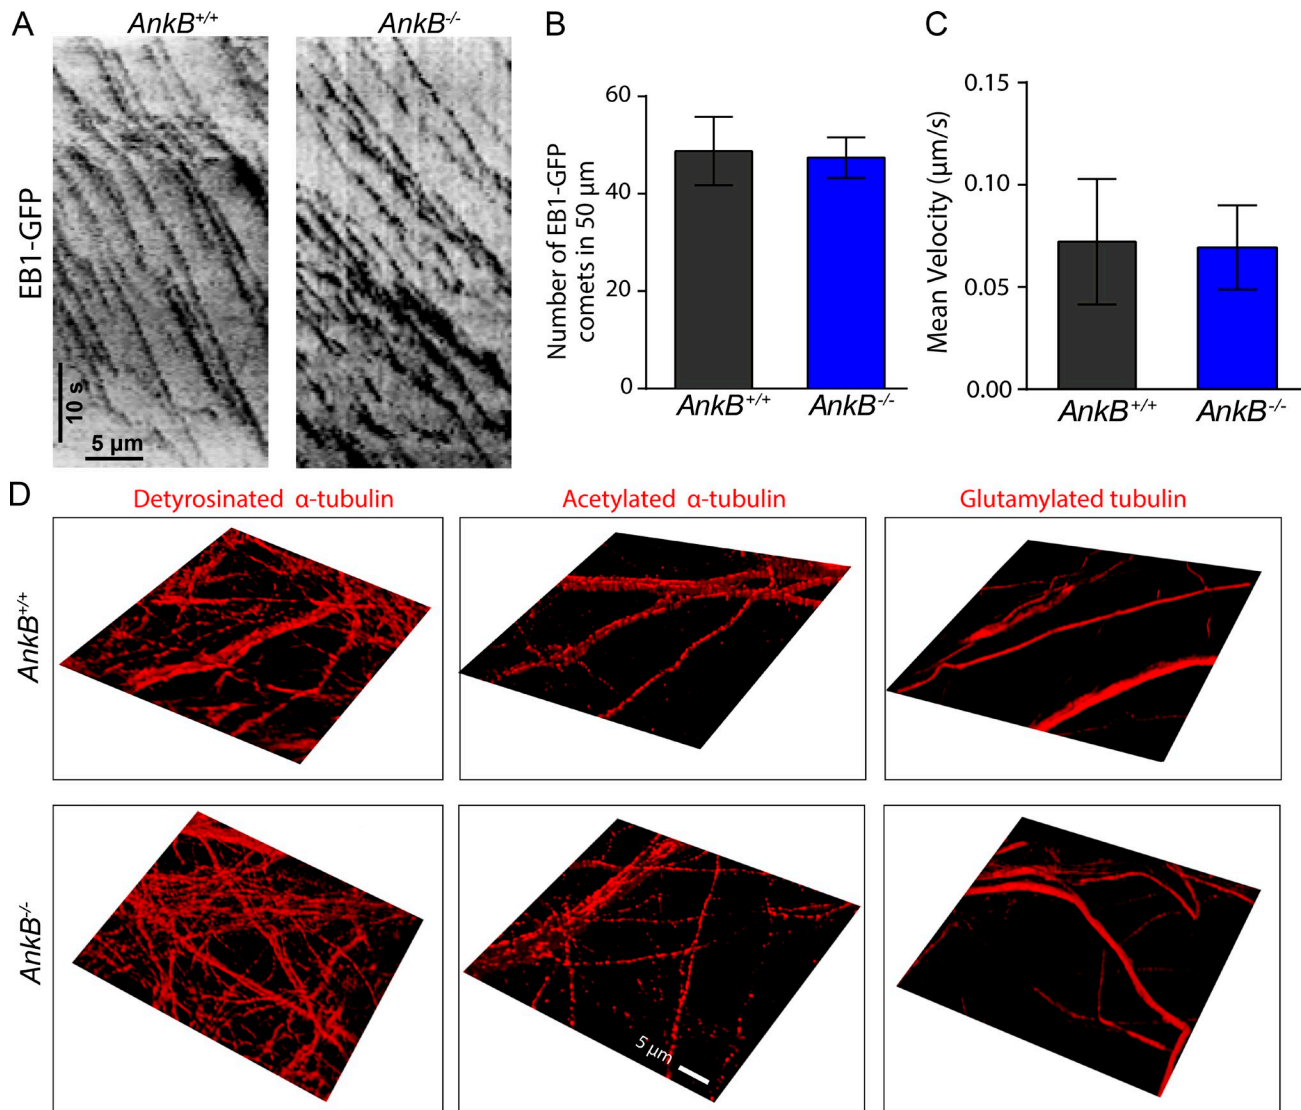 A
AnkB+/+
AnkB-/-
EB1-GFP
10 s
5 µm
B
Number of EB1-GFP
comets in 50 µm
60
40
20
0
AnkB+/+
AnkB-/-
C
Mean Velocity (µm/s)
0.15
0.10
0.05
0.00
AnkB+/+
AnkB-/-
D
Detyrosinated α-tubulin
Acetylated α-tubulin
Glutamylated tubulin
AnkB+/+
AnkB-/-
5 µm